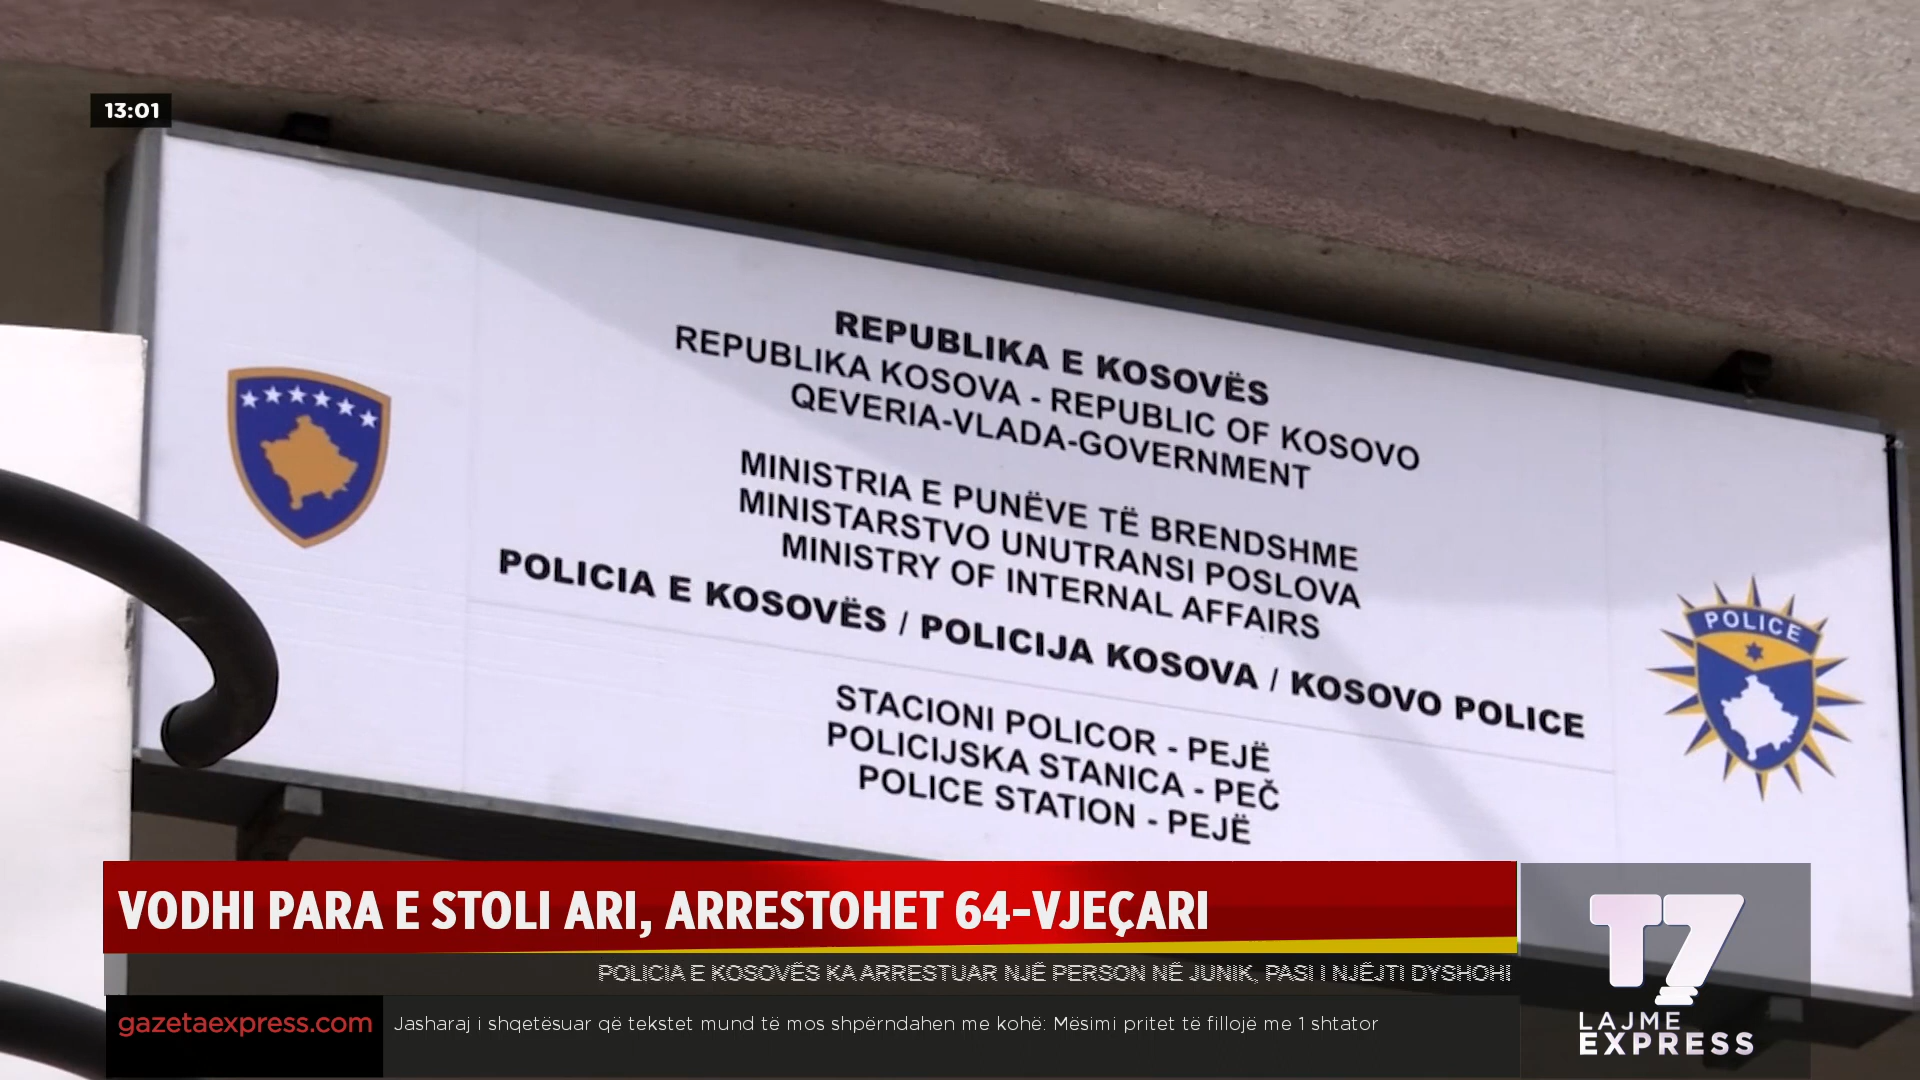 13:01
REPUBLIKA E KOSOVËS
REPUBLIKA KOSOVA - REPUBLIC OF KOSOVO
QEVERIA-VLADA-GOVERNMENT
MINISTRIA E PUNËVE TË BRENDSHME
MINISTARSTVO UNUTRANSI POSLOVA
MINISTRY OF INTERNAL AFFAIRS
POLICIA E KOSOVËS / POLICIJA KOSOVA / KOSOVO POLICE
STACIONI POLICOR - PEJË
POLICIJSKA STANICA - PEČ
POLICE STATION - PEJË
POLICE
VODHI PARA E STOLI ARI, ARRESTOHET 64-VJEÇARI
POLICIA E KOSOVËS KA ARRESTUAR NJË PERSON NË JUNIK, PASI I NJËJTI DYSHOHI
gazetaexpress.com
Jasharaj i shqetësuar që tekstet mund të mos shpërndahen me kohë: Mësimi pritet të fillojë me 1 shtator
T7
LAJME
EXPRESS